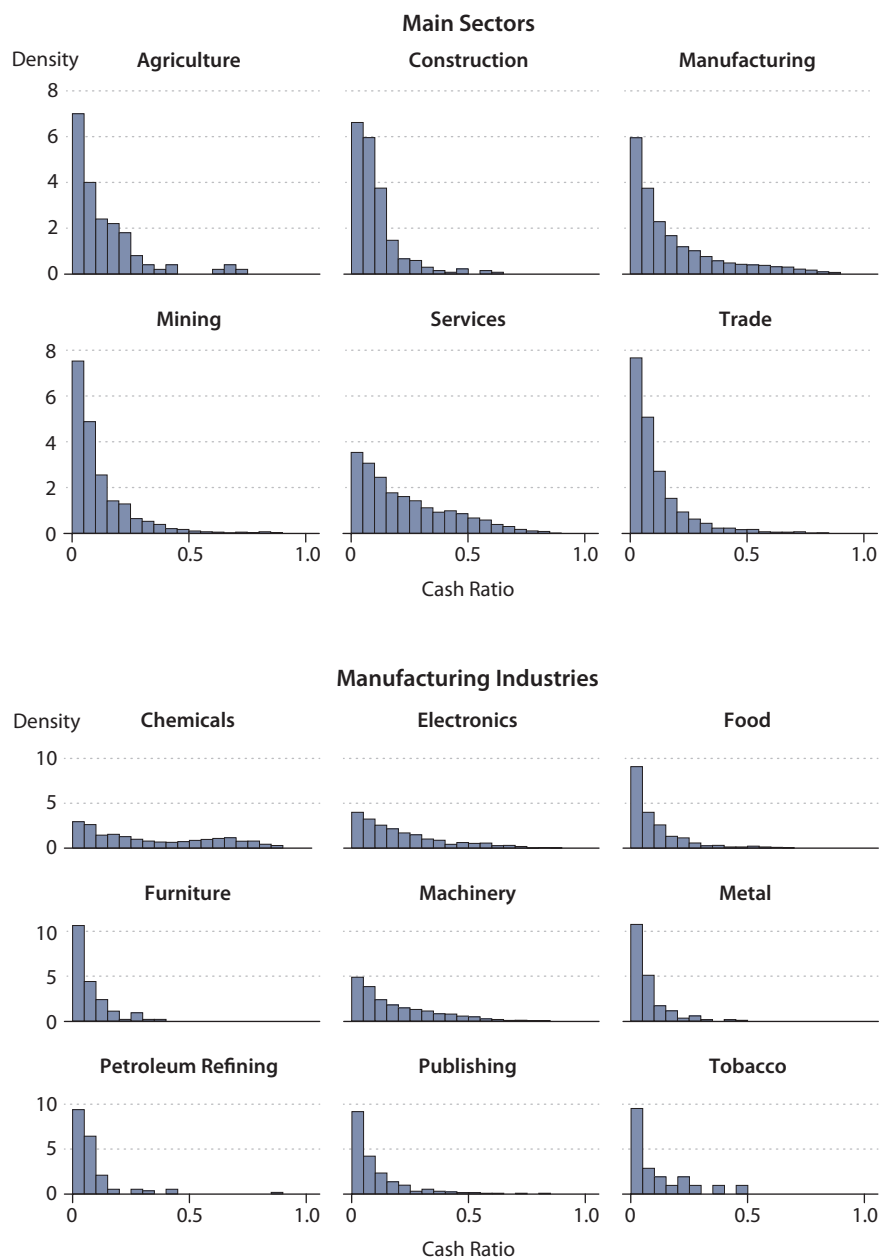 Main Sectors
Density Agriculture Construction Manufacturing
8
6
4
2
0
Mining Services Trade
8
6
4
2
0
0 0.5 1.0 0 0.5 1.0 0 0.5 1.0
Cash Ratio
Manufacturing Industries
Density Chemicals Electronics Food
10
5
0
Furniture Machinery Metal
10
5
0
Petroleum Refining Publishing Tobacco
10
5
0
0 0.5 1.0 0 0.5 1.0 0 0.5 1.0
Cash Ratio